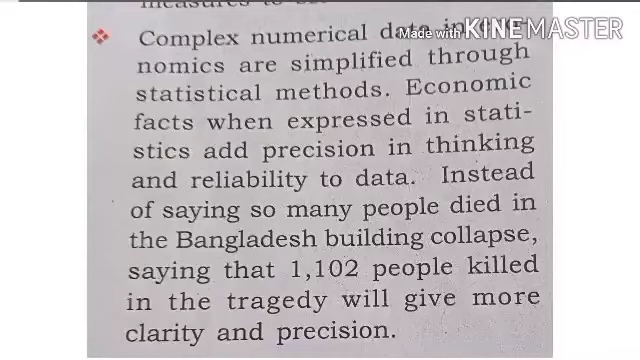 Made with KINEMASTER
❖ Complex numerical data in eco-
nomics are simplified through
statistical methods. Economic
facts when expressed in stati-
stics add precision in thinking
and reliability to data. Instead
of saying so many people died in
the Bangladesh building collapse,
saying that 1,102 people killed
in the tragedy will give more
clarity and precision.